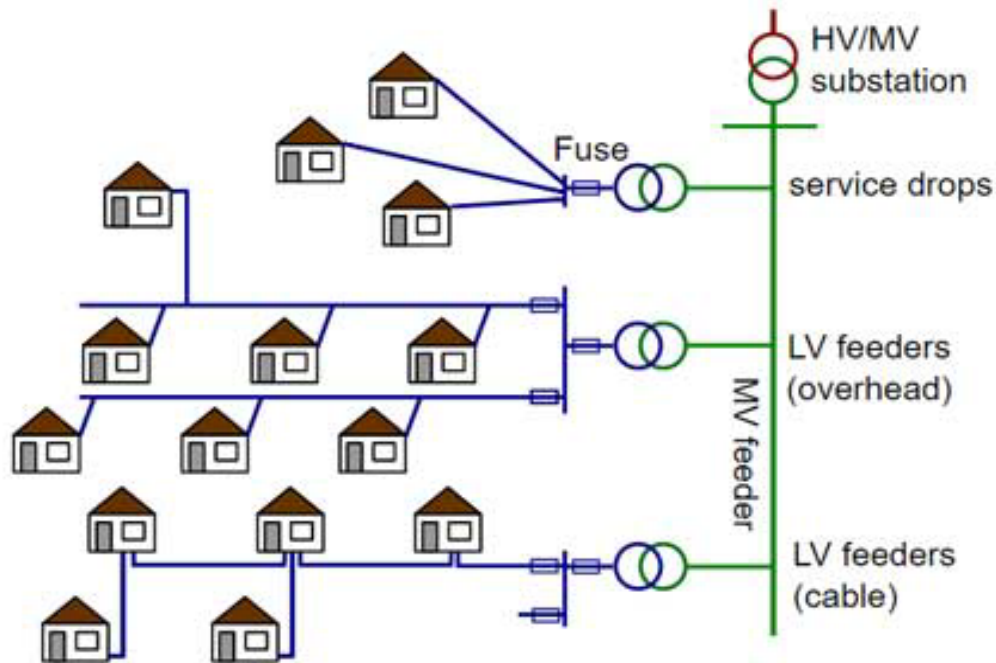 HV/MV
substation
Fuse
service drops
LV feeders
(overhead)
MV feeder
LV feeders
(cable)